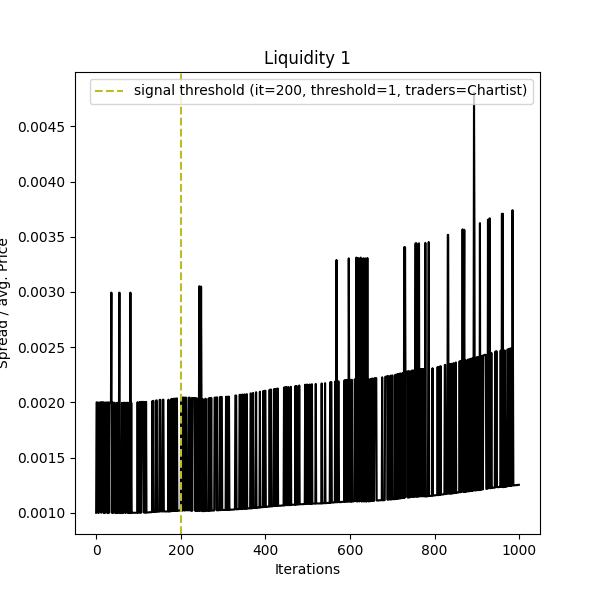 Liquidity 1
signal threshold (it=200, threshold=1, traders=Chartist)
Spread / avg. Price
0.0045
0.0040
0.0035
0.0030
0.0025
0.0020
0.0015
0.0010
0 200 400 600 800 1000
Iterations